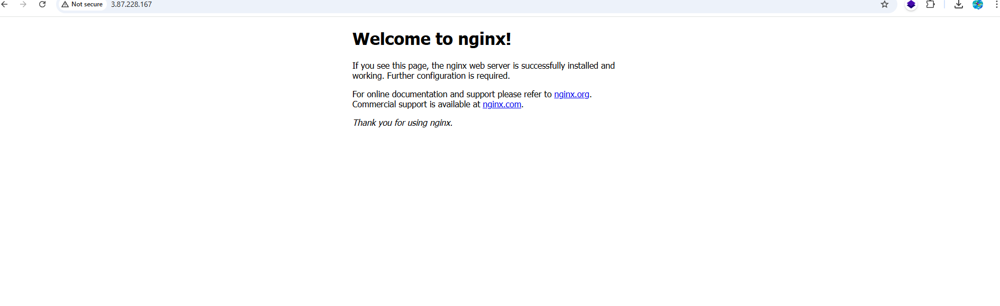 Not secure 3.87.228.167
Welcome to nginx!
If you see this page, the nginx web server is successfully installed and
working. Further configuration is required.
For online documentation and support please refer to nginx.org.
Commercial support is available at nginx.com.
Thank you for using nginx.